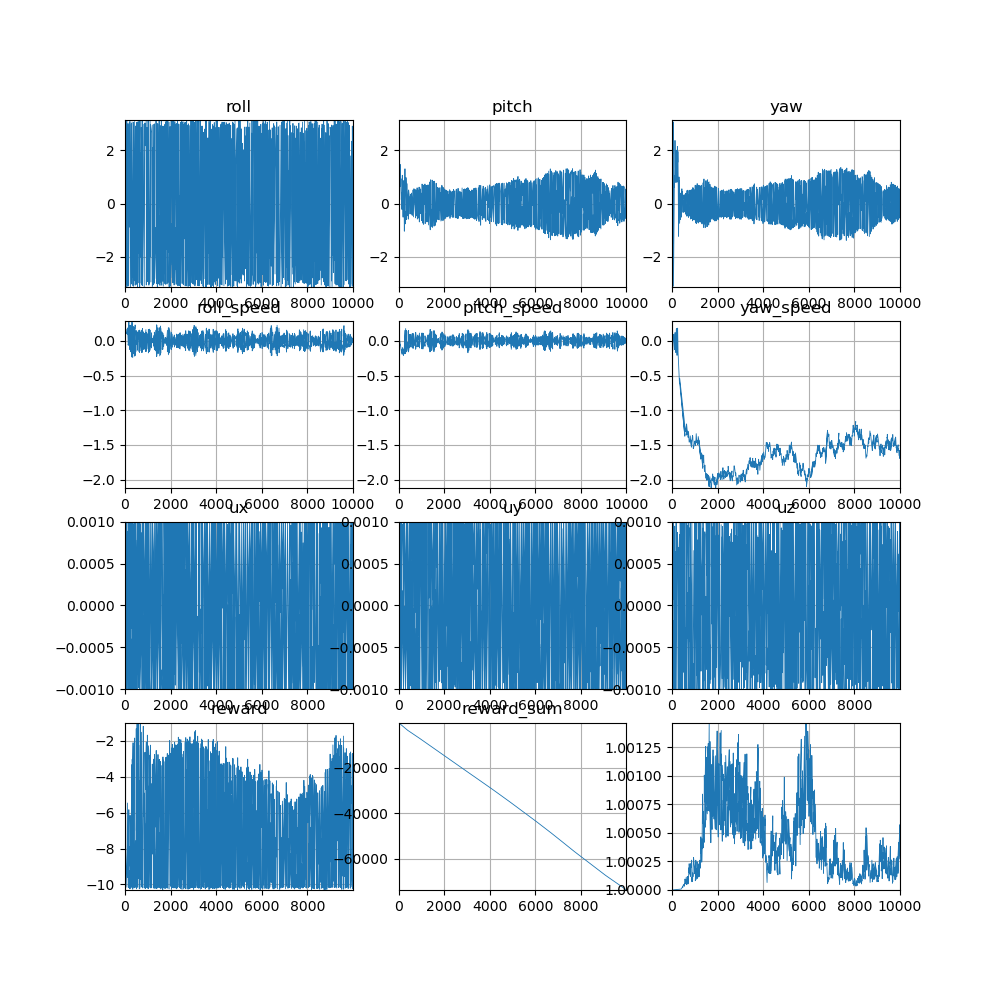 roll pitch yaw
2 2 2
0 0 0
−2 −2 −2
0 2000 4000 6000 8000 10000 0 2000 4000 6000 8000 10000 0 2000 4000 6000 8000 10000
roll_speed pitch_speed yaw_speed
0.0 0.0 0.0
−0.5 −0.5 −0.5
−1.0 −1.0 −1.0
−1.5 −1.5 −1.5
−2.0 −2.0 −2.0
0 2000 4000 6000 8000 10000 0 2000 4000 6000 8000 10000 0 2000 4000 6000 8000 10000
ux uy uz
0.0010 0.0010 0.0010
0.0005 0.0005 0.0005
0.0000 0.0000 0.0000
−0.0005 −0.0005 −0.0005
−0.0010 −0.0010 −0.0010
0 2000 4000 6000 8000 0 2000 4000 6000 8000 0 2000 4000 6000 8000
reward reward_sum
−2 −20000 1.00125
−4 −40000 1.00100
−6 −60000 1.00075
−8 1.00050
−10 1.00025
1.00000
0 2000 4000 6000 8000 0 2000 4000 6000 8000 0 2000 4000 6000 8000 10000